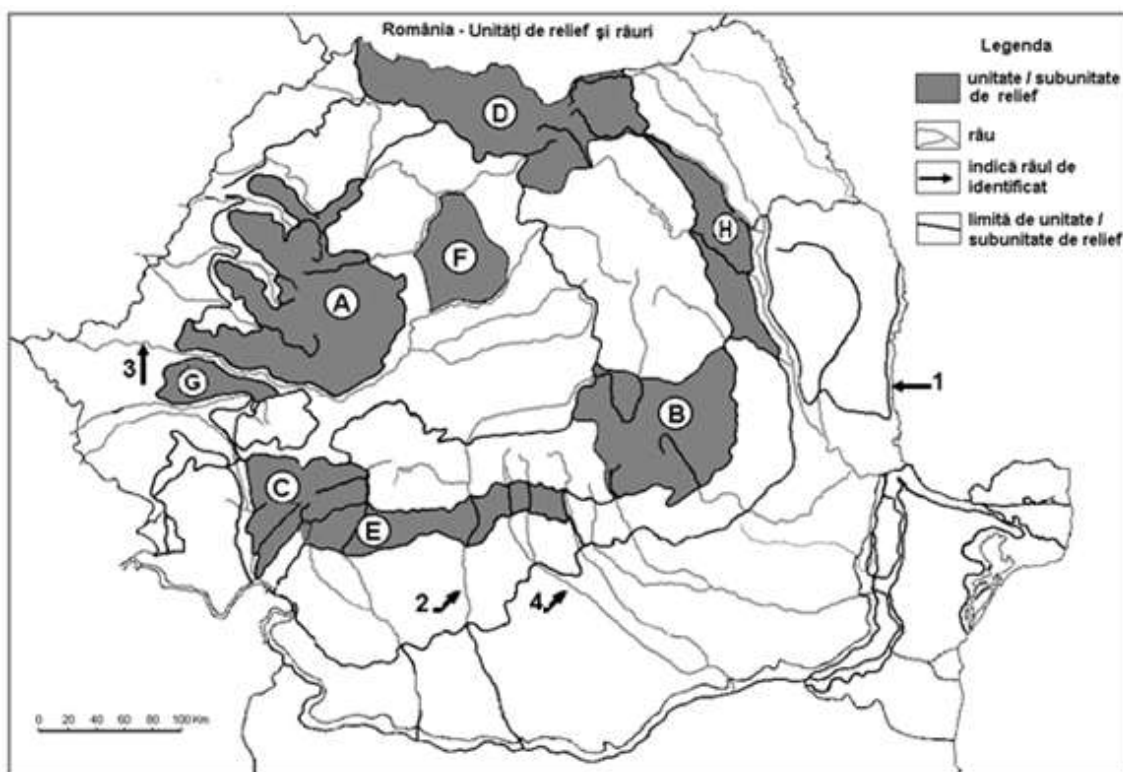 România - Unități de relief și râuri
Legenda
unitate / subunitate
de relief
râu
indică râul de
identificat
limită de unitate /
subunitate de relief
D
H
F
A
3
G
1
B
C
E
2
4
0 20 40 60 80 100 Km